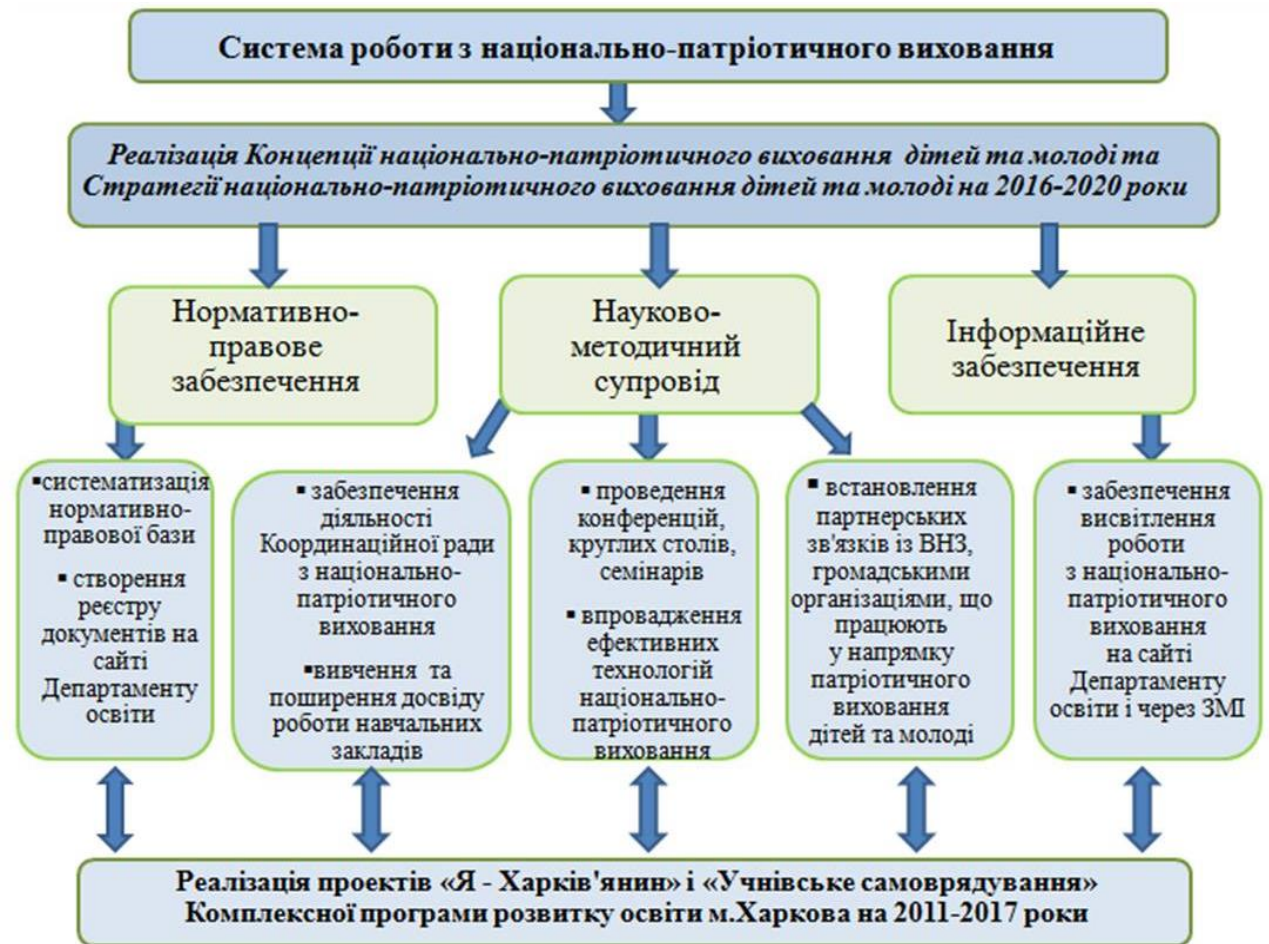 Система роботи з національно-патріотичного виховання
Реалізація Концепції національно-патріотичного виховання дітей та молоді та
Стратегії національно-патріотичного виховання дітей та молоді на 2016-2020 роки
Нормативно-
правове
забезпечення
Науково-
методичний
супровід
Інформаційне
забезпечення
▪систематизація
нормативно-
правової бази
▪ створення
реєстру
документів на
сайті
Департаменту
освіти
▪ забезпечення
діяльності
Координаційної ради
з національно-
патріотичного
виховання
▪вивчення та
поширення досвіду
роботи навчальних
закладів
▪ проведення
конференцій,
круглих столів,
семінарів
▪ впровадження
ефективних
технологій
національно-
патріотичного
виховання
▪ встановлення
партнерських
зв'язків із ВНЗ,
громадськими
організаціями, що
працюють
у напрямку
патріотичного
виховання
дітей та молоді
▪ забезпечення
висвітлення
роботи
з національно-
патріотичного
виховання
на сайті
Департаменту
освіти і через ЗМІ
Реалізація проектів «Я - Харків'янин» і «Учнівське самоврядування»
Комплексної програми розвитку освіти м.Харкова на 2011-2017 роки